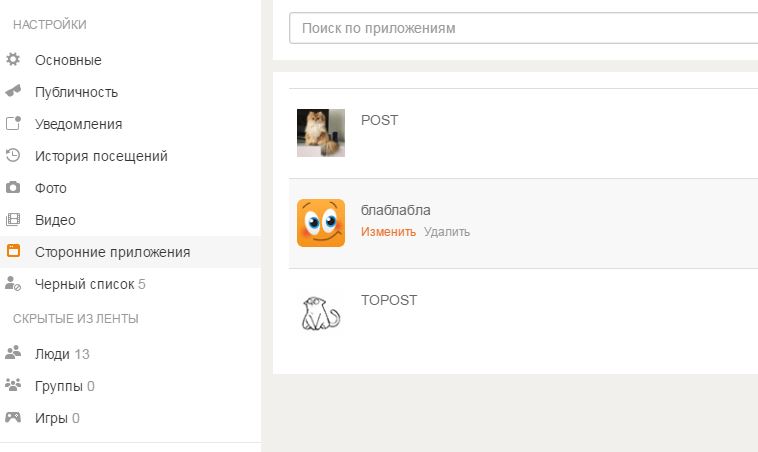 НАСТРОЙКИ
Основные
Публичность
Уведомления
История посещений
Фото
Видео
Сторонние приложения
Черный список 5
СКРЫТЫЕ ИЗ ЛЕНТЫ
Люди 13
Группы 0
Игры 0
Поиск по приложениям
POST
блаблабла
Изменить Удалить
TOPOST